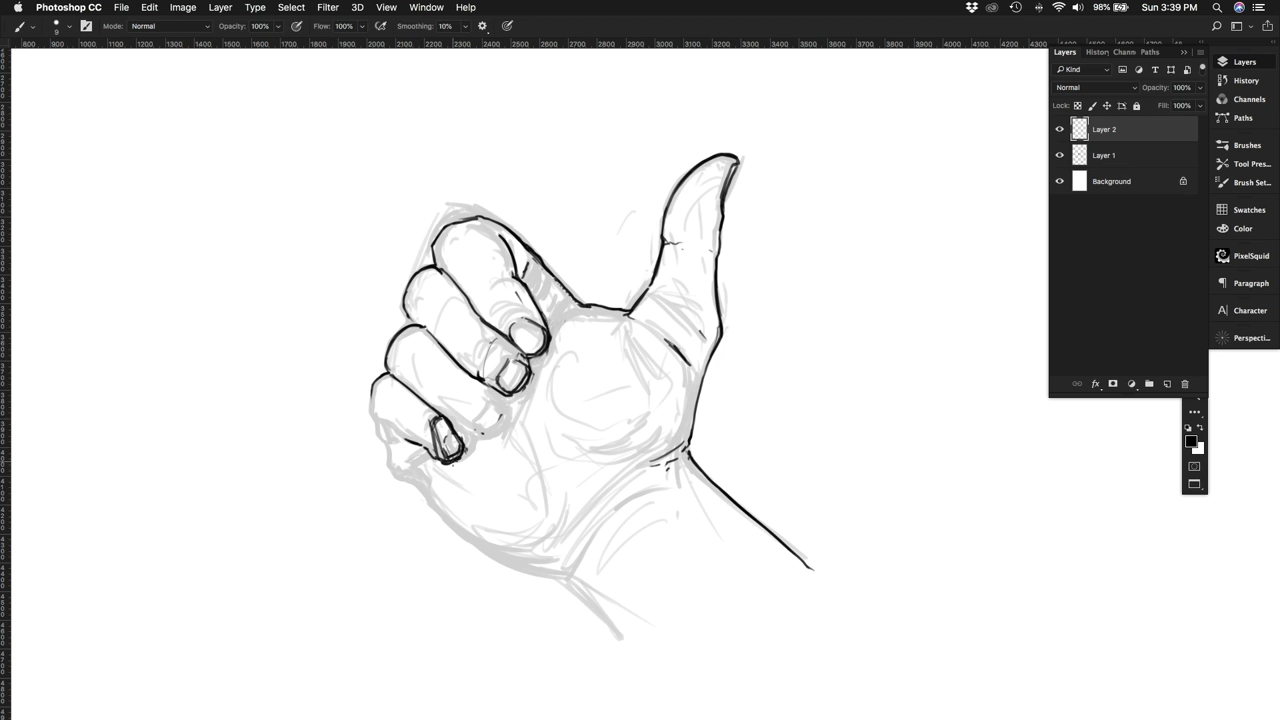 Photoshop CC File Edit Image Layer Type Select Filter 3D View Window Help 98% Sun 3:39 PM
9 Mode: Normal Opacity: 100% Flow: 100% Smoothing: 10%
800 900 1000 1100 1200 1300 1400 1500 1600 1700 1800 1900 2000 2100 2200 2300 2400 2500 2600 2700 2800 2900 3000 3100 3200 3300 3400 3500 3600 3700 3800 3900 4000 4100 4200 4300
Layers Histor Chann Paths
Kind
Normal Opacity: 100%
Lock: Fill: 100%
Layer 2
Layer 1
Background
fx
Layers
History
Channels
Paths
Brushes
Tool Pres...
Brush Set...
Swatches
Color
PixelSquid
Paragraph
A Character
Perspecti...